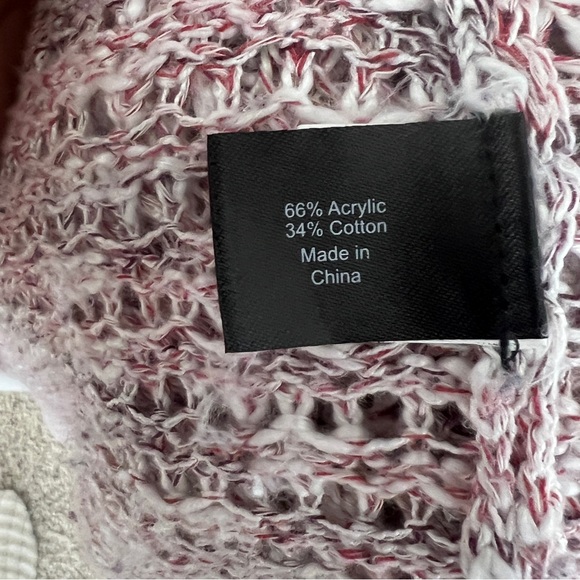 66% Acrylic
34% Cotton
Made in
China